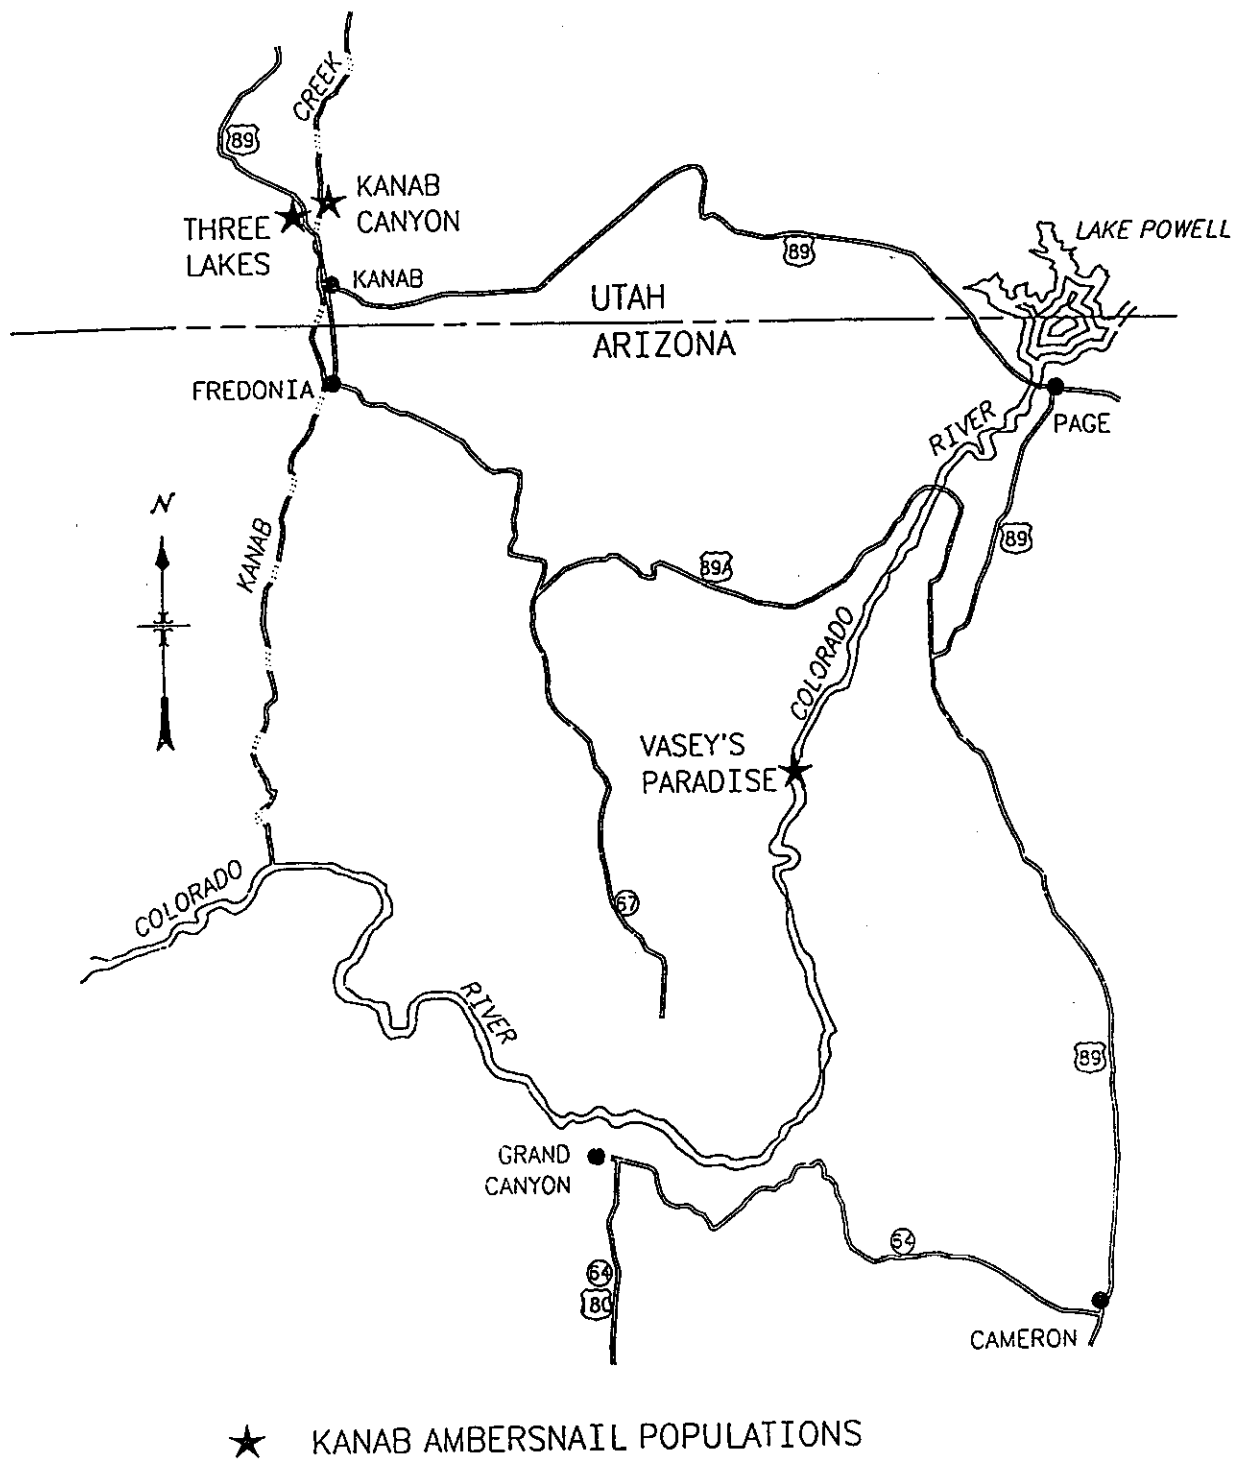 CREEK
89
KANAB
CANYON
THREE
LAKES
KANAB
LAKE POWELL
89
UTAH
ARIZONA
FREDONIA
RIVER
PAGE
N
KANAB
89
89A
COLORADO
VASEY'S
PARADISE
COLORADO
67
RIVER
89
GRAND
CANYON
64
64
180
CAMERON
KANAB AMBERSNAIL POPULATIONS